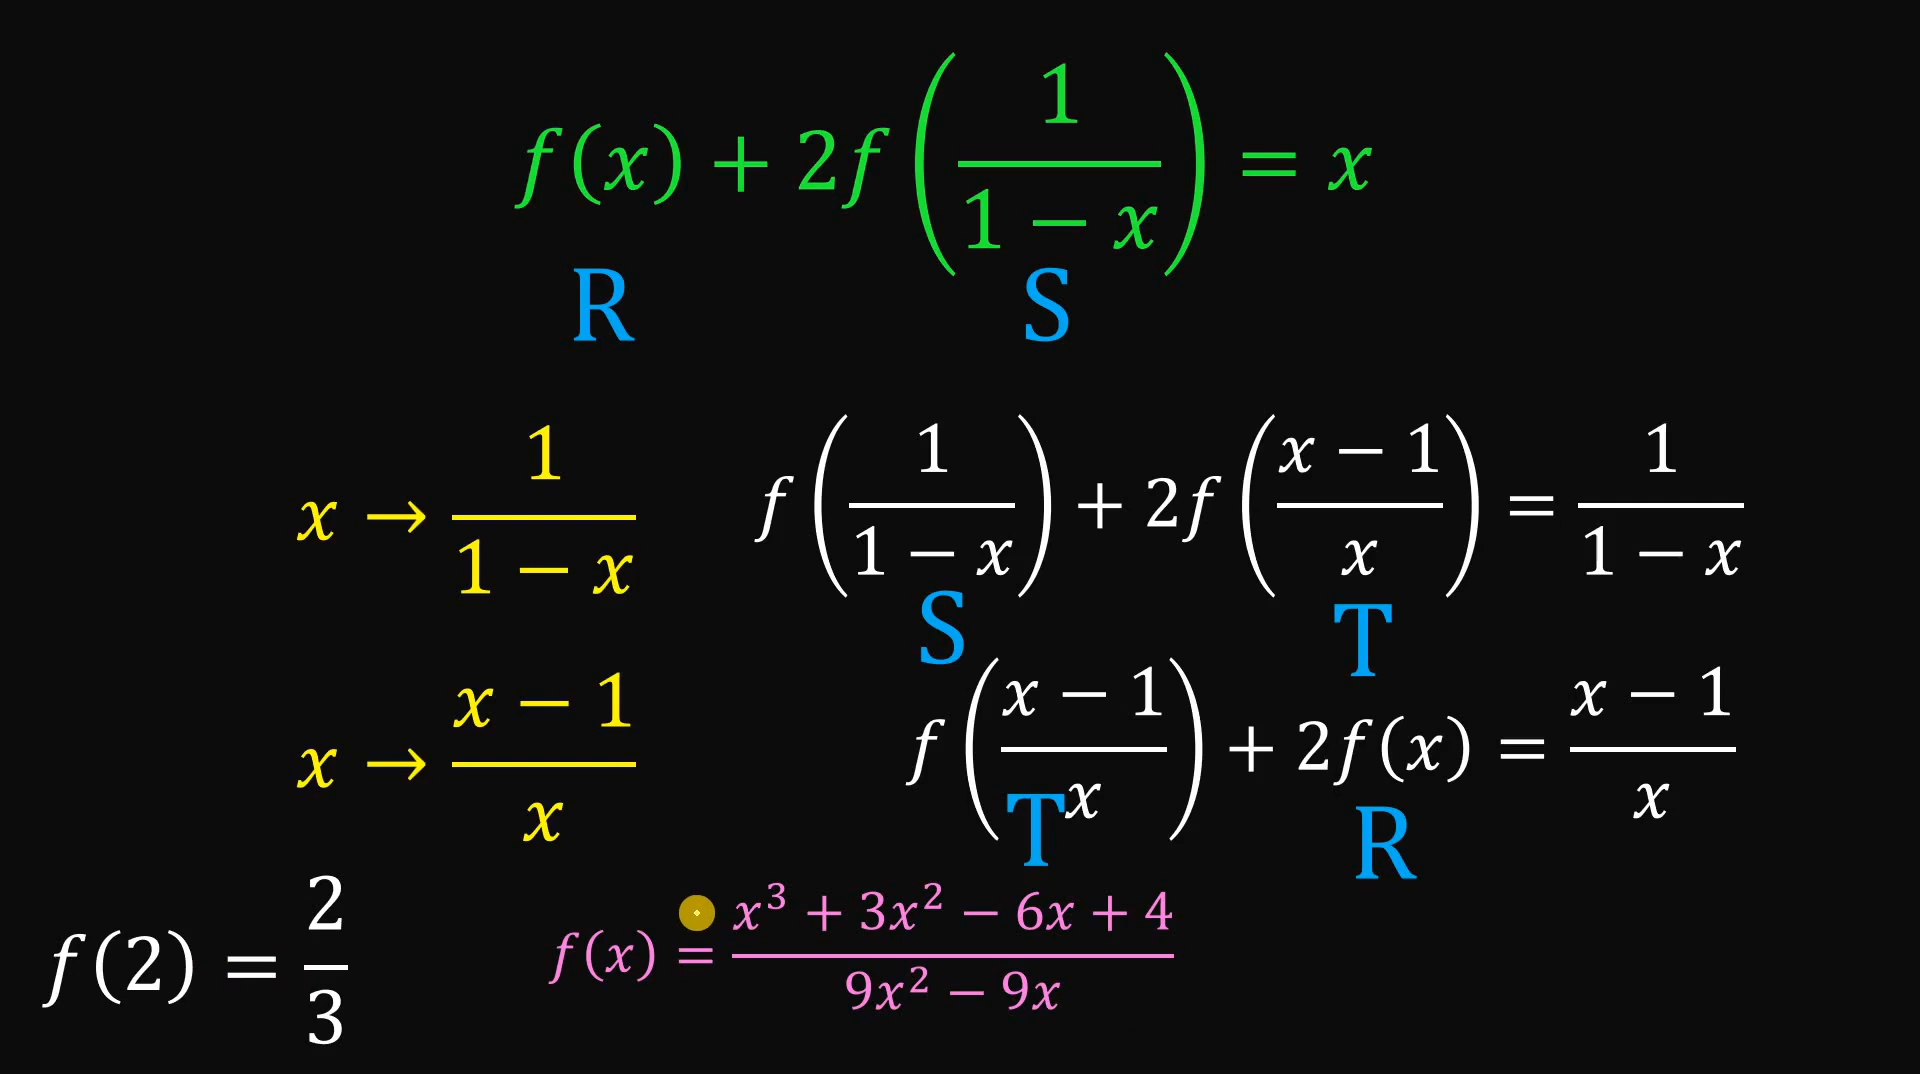 f(x) + 2f(1/(1 − x)) = x
R S
x → 1/(1 − x) f(1/(1 − x)) + 2f((x − 1)/x) = 1/(1 − x)
S T
x → (x − 1)/x f((x − 1)/x) + 2f(x) = (x − 1)/x
T R
f(2) = 2/3 f(x) = (x³ + 3x² − 6x + 4)/(9x² − 9x)